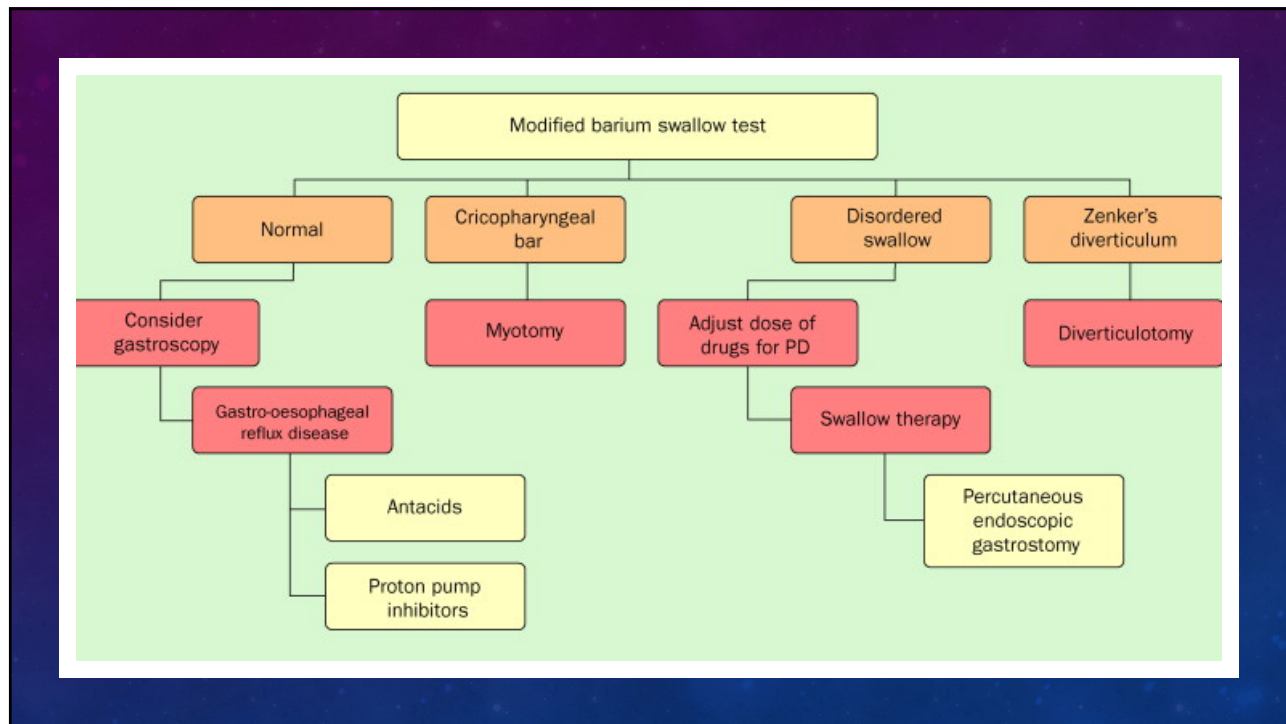 Modified barium swallow test
Normal
Cricopharyngeal
bar
Disordered
swallow
Zenker's
diverticulum
Consider
gastroscopy
Myotomy
Adjust dose of
drugs for PD
Diverticulotomy
Gastro-oesophageal
reflux disease
Swallow therapy
Antacids
Percutaneous
endoscopic
gastrostomy
Proton pump
inhibitors